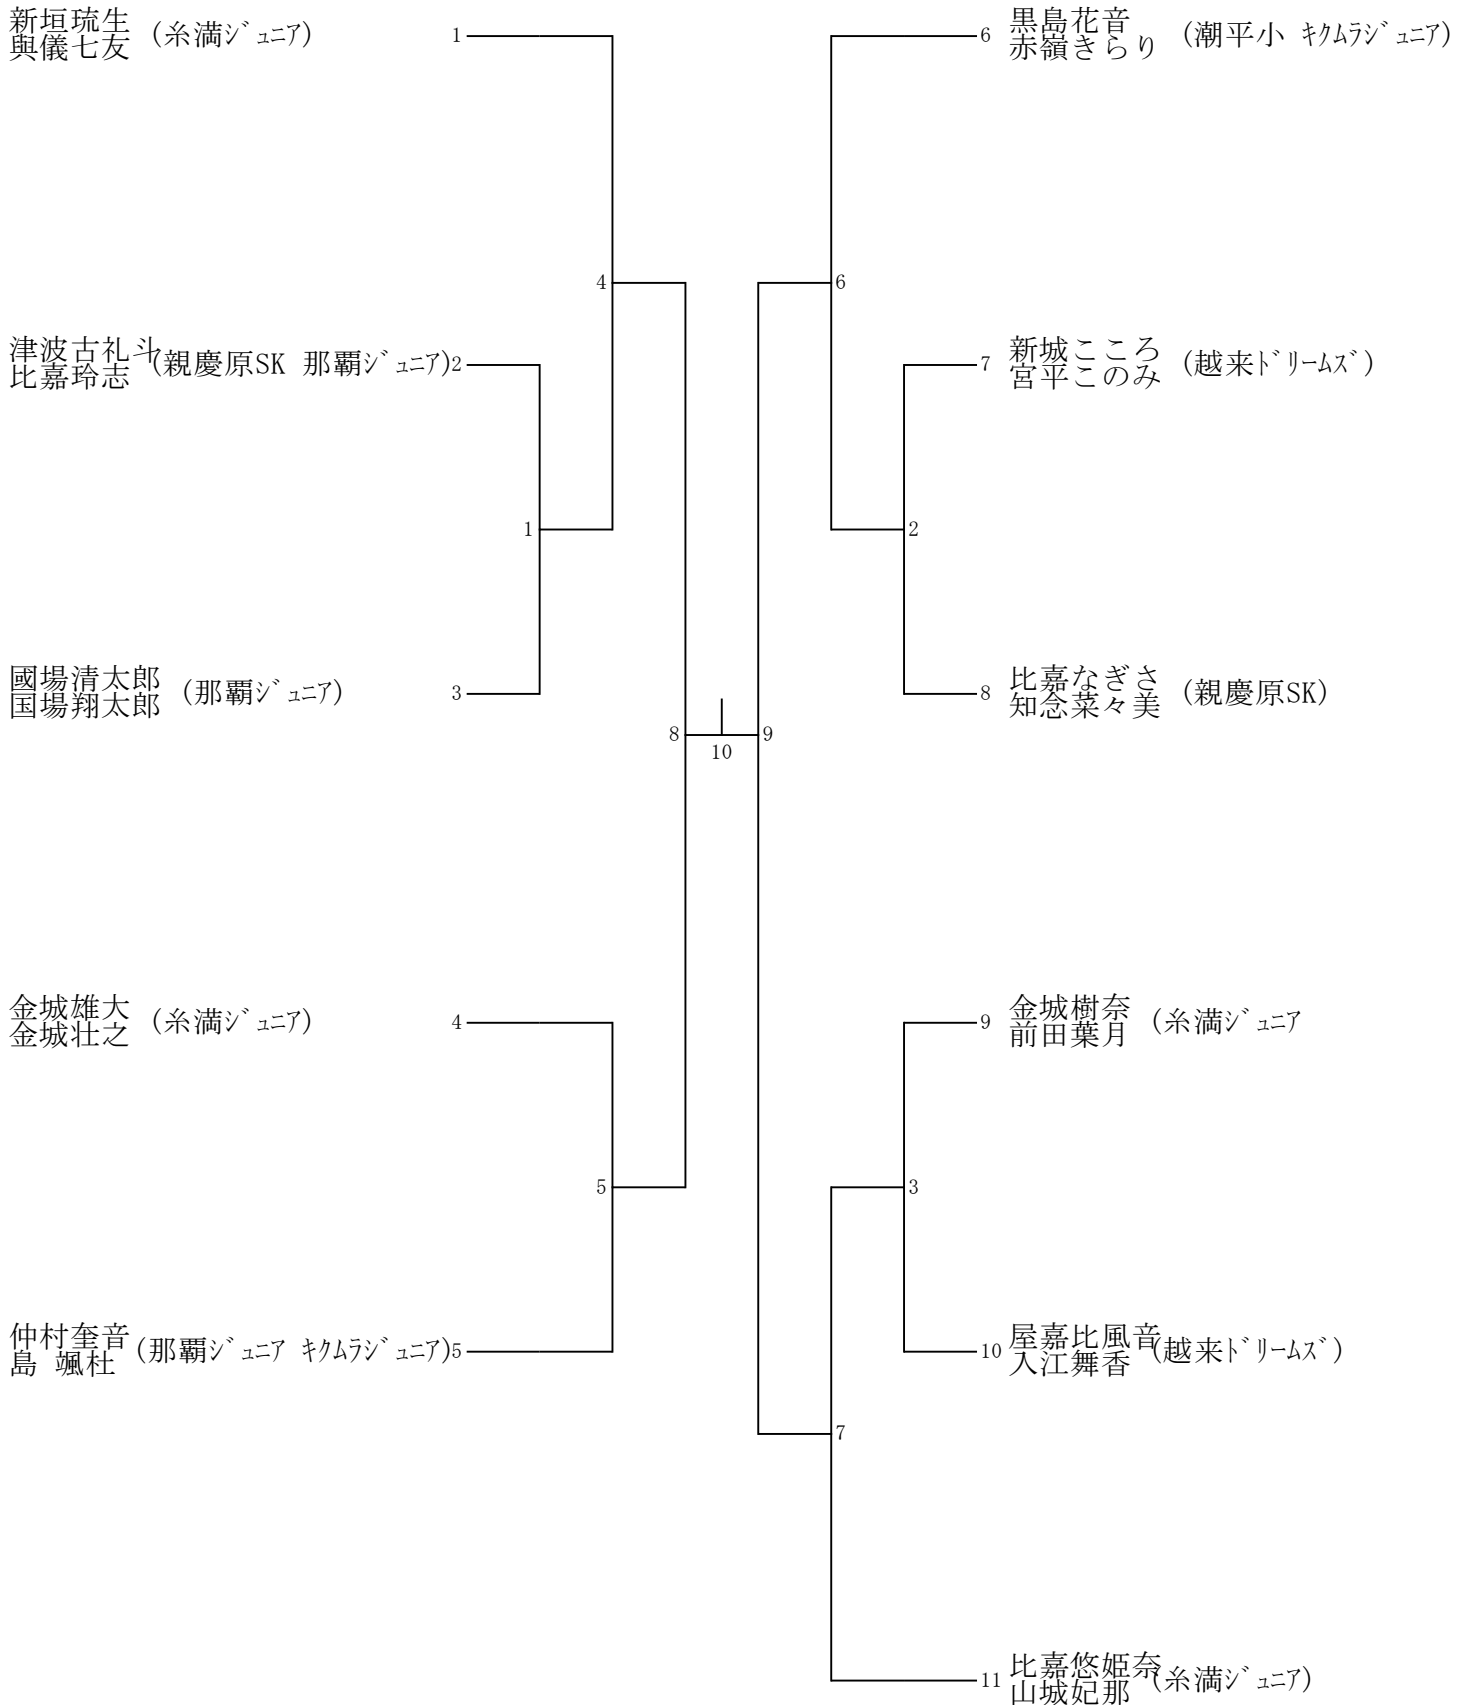 新垣琉生
與儀七友
(糸満ジュニア)
1
津波古礼斗
比嘉玲志
(親慶原SK 那覇ジュニア)
2
國場清太郎
国場翔太郎
(那覇ジュニア)
3
金城雄大
金城壮之
(糸満ジュニア)
4
仲村奎音
島 颯杜
(那覇ジュニア キクムラジュニア)
5
4
1
5
8
10
9
6
2
3
7
6
黒島花音
赤嶺きらり
(潮平小 キクムラジュニア)
7
新城こころ
宮平このみ
(越来ドリームズ)
8
比嘉なぎさ
知念菜々美
(親慶原SK)
9
金城樹奈
前田葉月
(糸満ジュニア
10
屋嘉比風音
入江舞香
(越来ドリームズ)
11
比嘉悠姫奈
山城妃那
(糸満ジュニア)